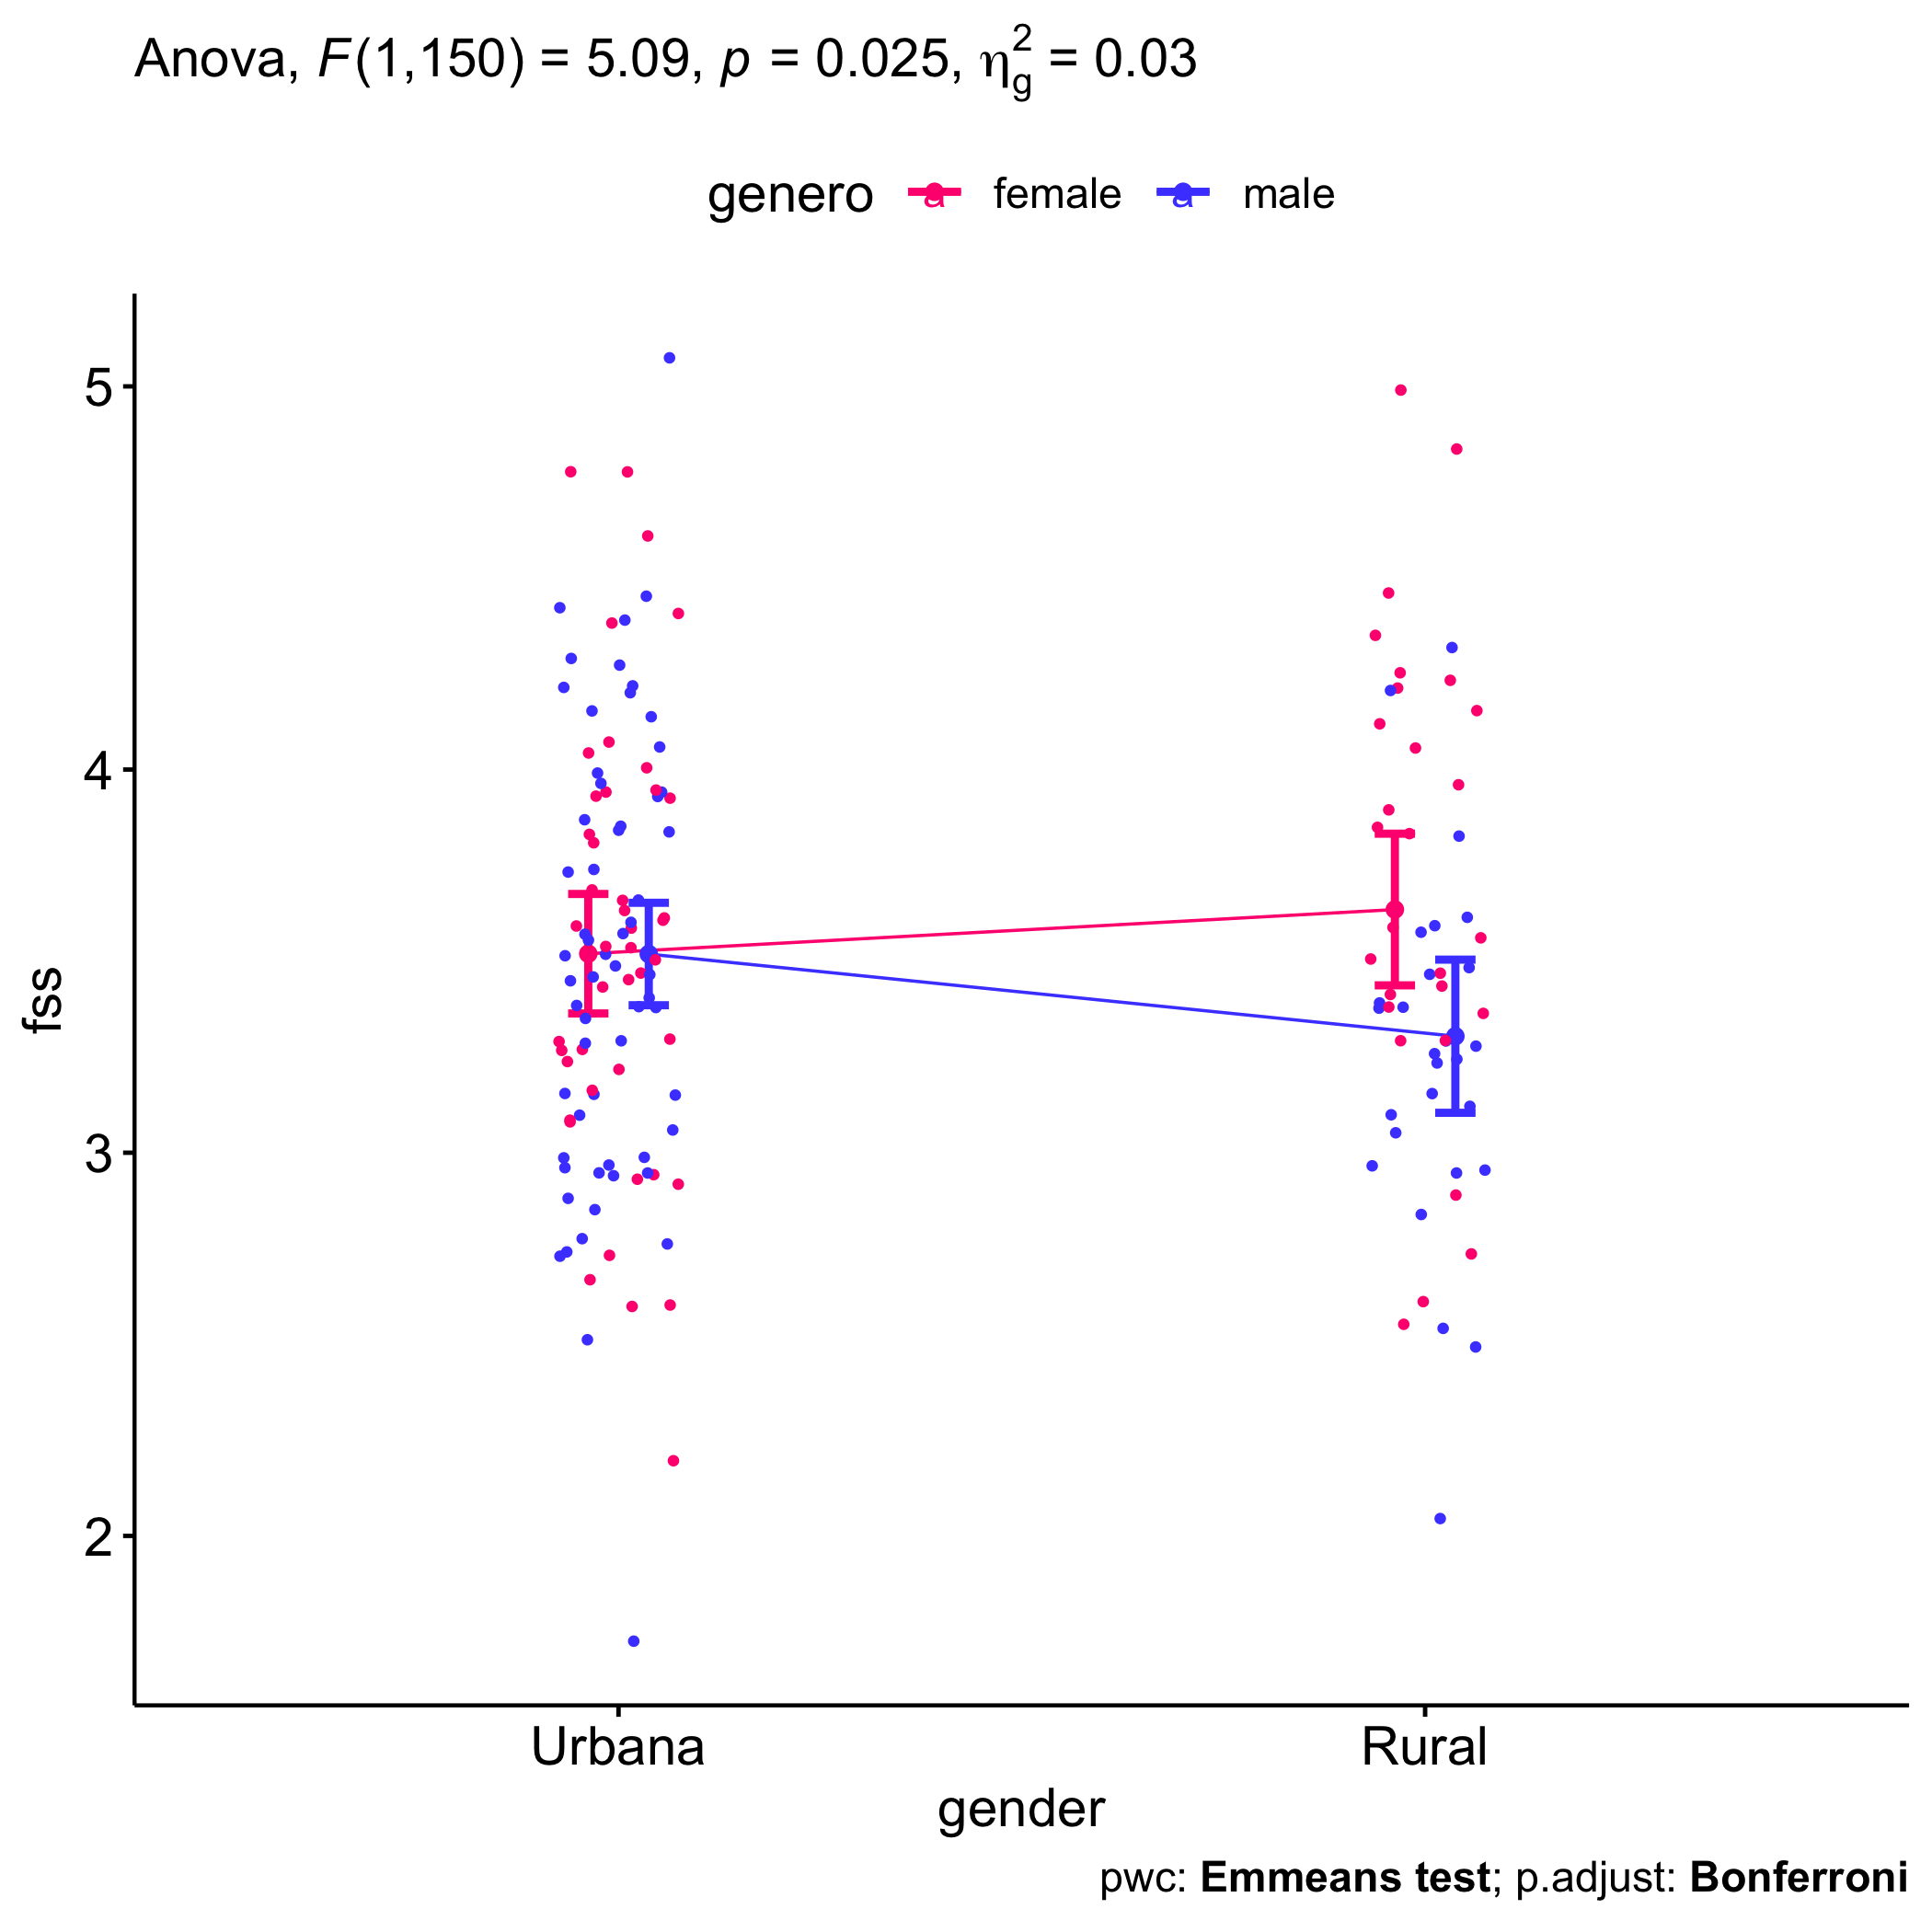 Anova, F(1,150) = 5.09, p = 0.025, η²g = 0.03
genero a female a male
5
4
3
2
fss
Urbana Rural
gender
pwc: Emmeans test; p.adjust: Bonferroni